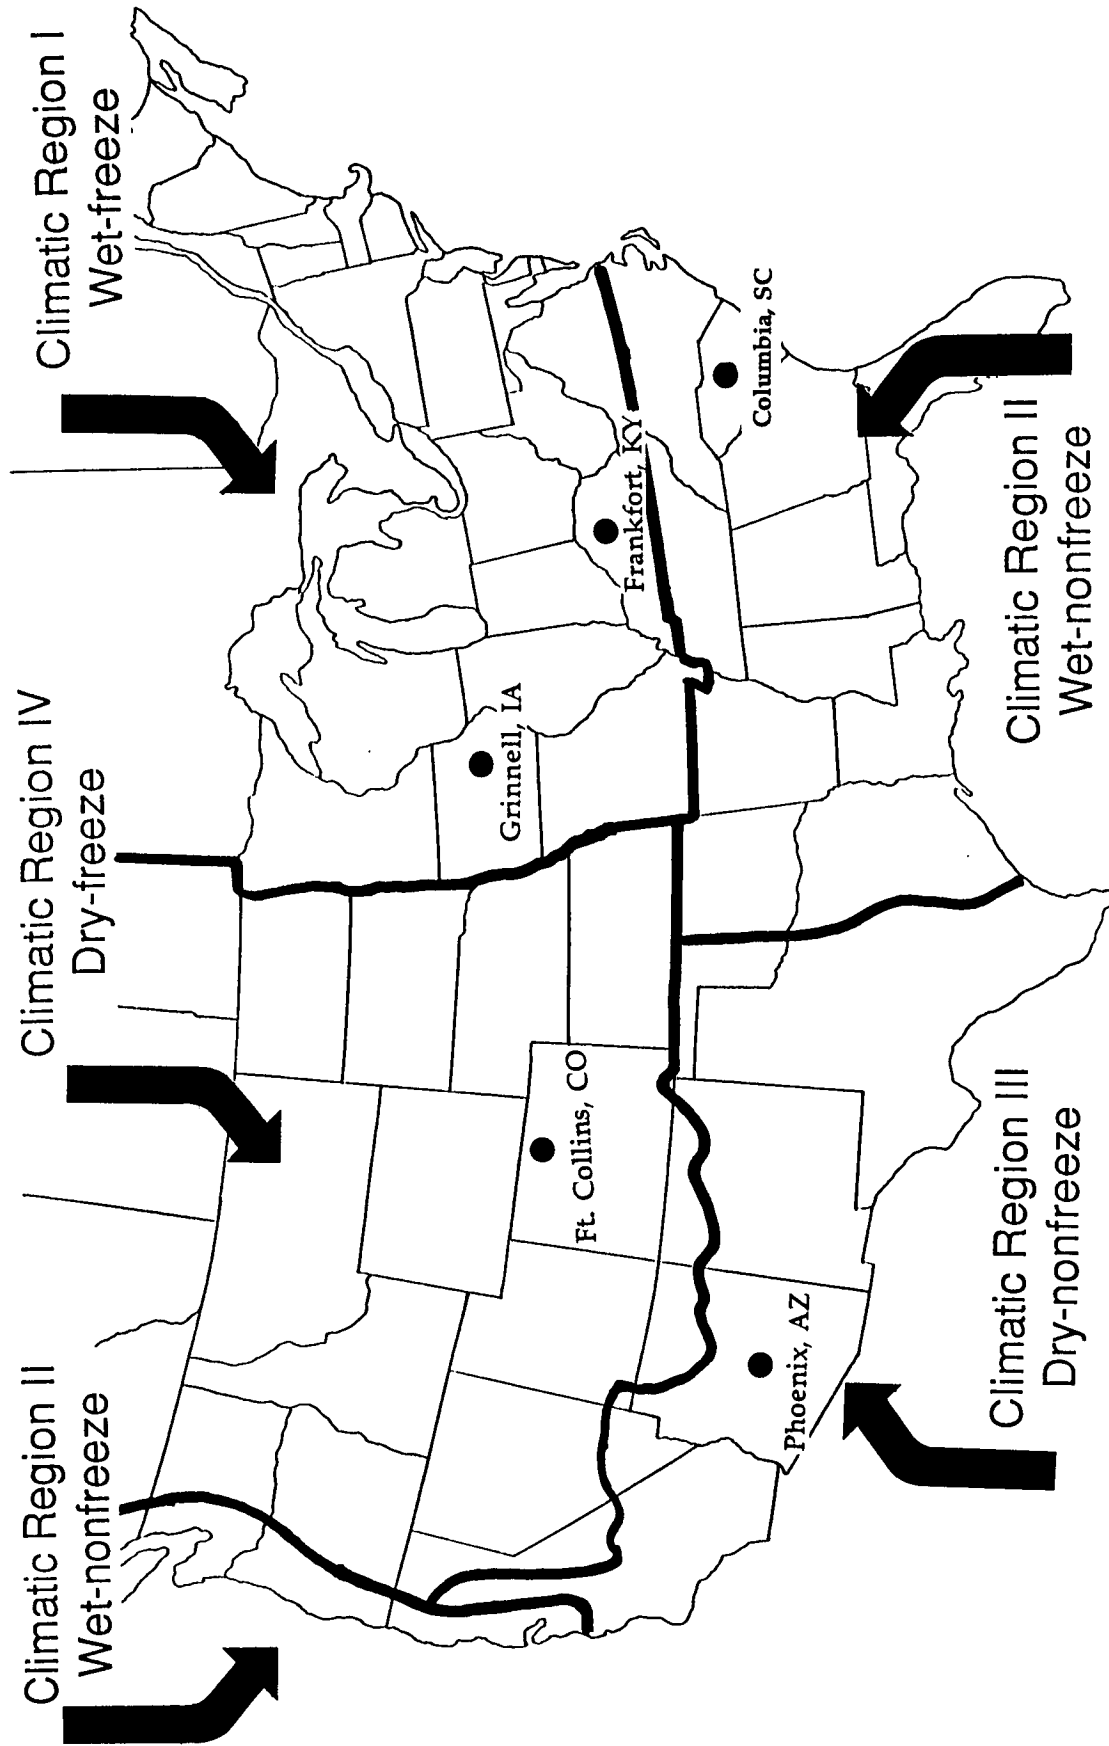 Climatic Region II
Wet-nonfreeze
Climatic Region IV
Dry-freeze
Climatic Region I
Wet-freeze
Grinnell, IA
Ft. Collins, CO
Frankfort, KY
Columbia, SC
Phoenix, AZ
Climatic Region III
Dry-nonfreeze
Climatic Region II
Wet-nonfreeze